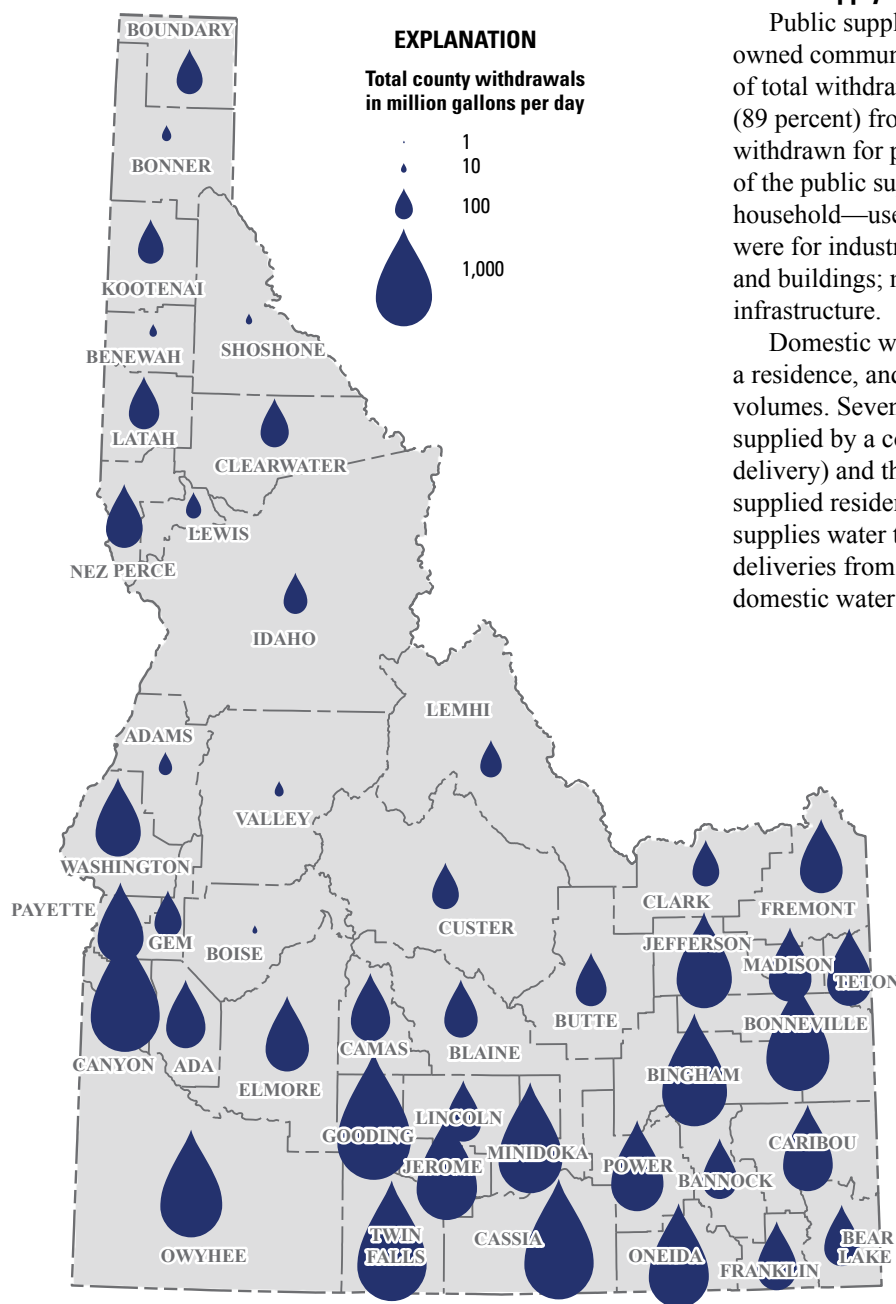 BOUNDARY
BONNER
KOOTENAI
BENEWAH
SHOSHONE
LATAH
CLEARWATER
NEZ PERCE
LEWIS
IDAHO
LEMHI
ADAMS
VALLEY
WASHINGTON
PAYETTE
GEM
BOISE
CUSTER
CLARK
FREMONT
JEFFERSON
MADISON
TETON
BUTTE
BONNEVILLE
CANYON
ADA
ELMORE
CAMAS
BLAINE
BINGHAM
GOODING
LINCOLN
JEROME
MINIDOKA
POWER
BANNOCK
CARIBOU
OWYHEE
TWIN
FALLS
CASSIA
ONEIDA
FRANKLIN
BEAR
LAKE
EXPLANATION
Total county withdrawals
in million gallons per day
1
10
100
1,000
Public suppl
owned commun
of total withdra
(89 percent) fro
withdrawn for p
of the public su
household—use
were for industr
and buildings;
infrastructure.
Domestic w
a residence, and
volumes. Seven
supplied by a co
delivery) and th
supplied residen
supplies water t
deliveries from
domestic water